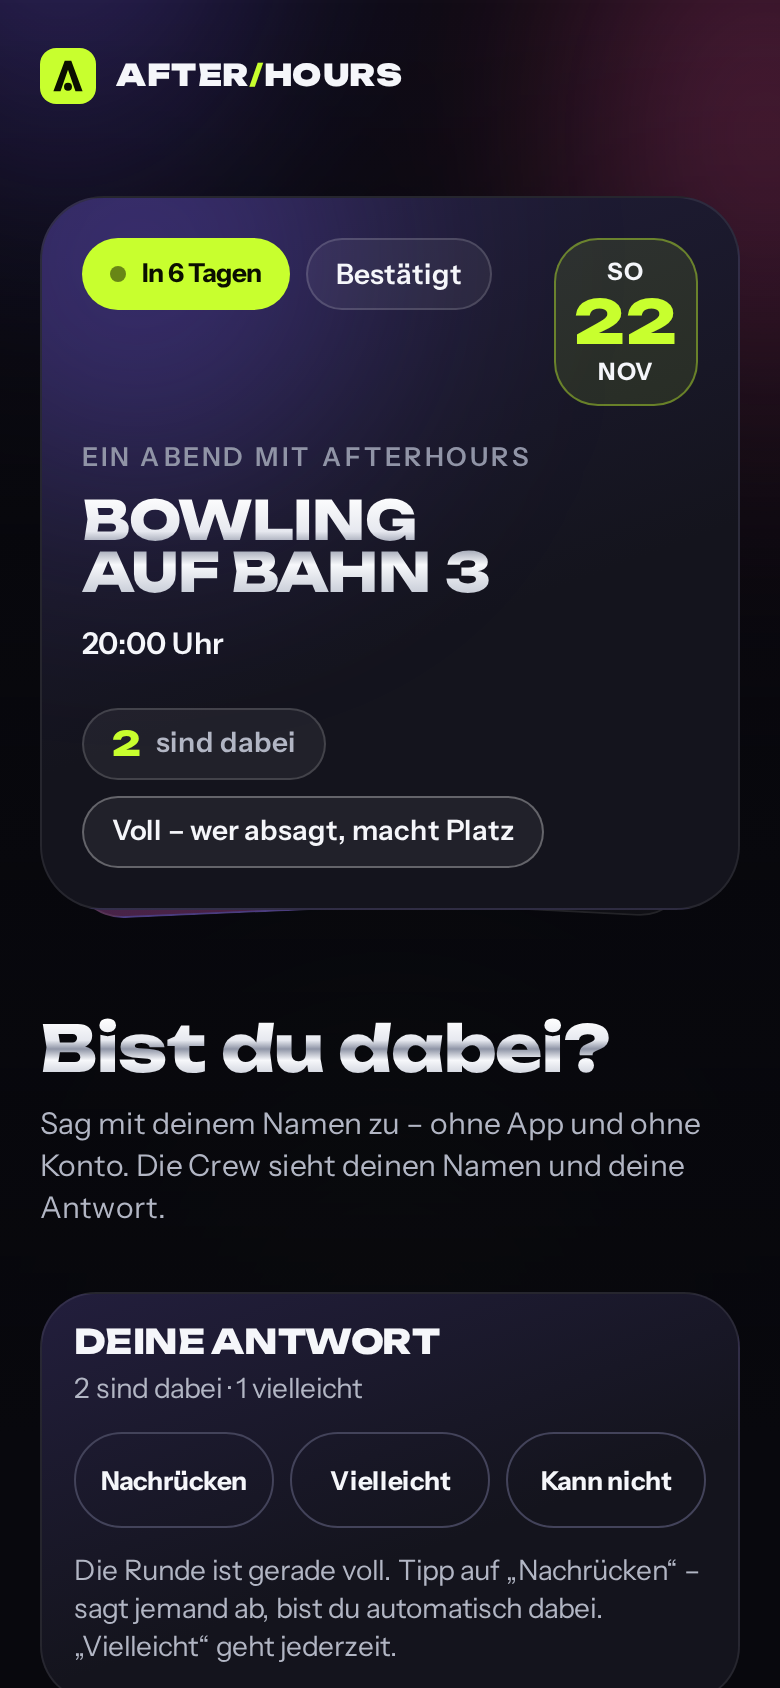 AFTER/HOURS
In 6 Tagen
Bestätigt
SO
22
NOV
EIN ABEND MIT AFTERHOURS
BOWLING
AUF BAHN 3
20:00 Uhr
2 sind dabei
Voll – wer absagt, macht Platz
Bist du dabei?
Sag mit deinem Namen zu – ohne App und ohne
Konto. Die Crew sieht deinen Namen und deine
Antwort.
DEINE ANTWORT
2 sind dabei · 1 vielleicht
Nachrücken
Vielleicht
Kann nicht
Die Runde ist gerade voll. Tipp auf „Nachrücken“ –
sagt jemand ab, bist du automatisch dabei.
„Vielleicht“ geht jederzeit.